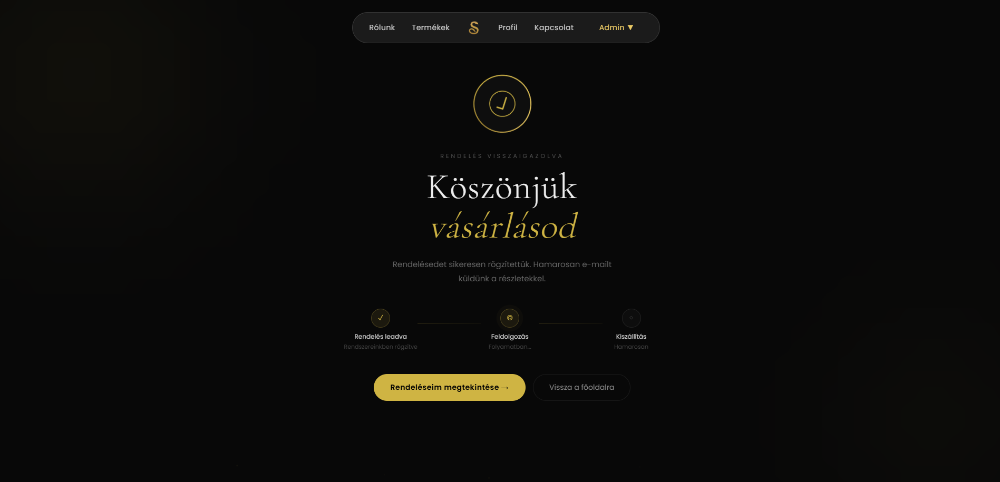 Rólunk Termékek S Profil Kapcsolat Admin ▼
RENDELÉS VISSZAIGAZOLVA
Köszönjük
vásárlásod
Rendelésedet sikeresen rögzítettük. Hamarosan e-mailt
küldünk a részletekkel.
Rendelés leadva Feldolgozás Kiszállítás
Rendszereinkben rögzítve Folyamatban... Hamarosan
Rendeléseim megtekintése → Vissza a főoldalra